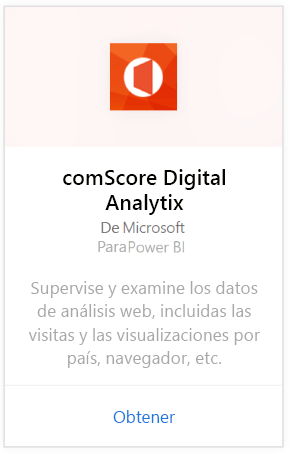 comScore Digital
Analytix
De Microsoft
ParaPower BI
Supervise y examine los datos
de análisis web, incluidas las
visitas y las visualizaciones por
país, navegador, etc.
Obtener